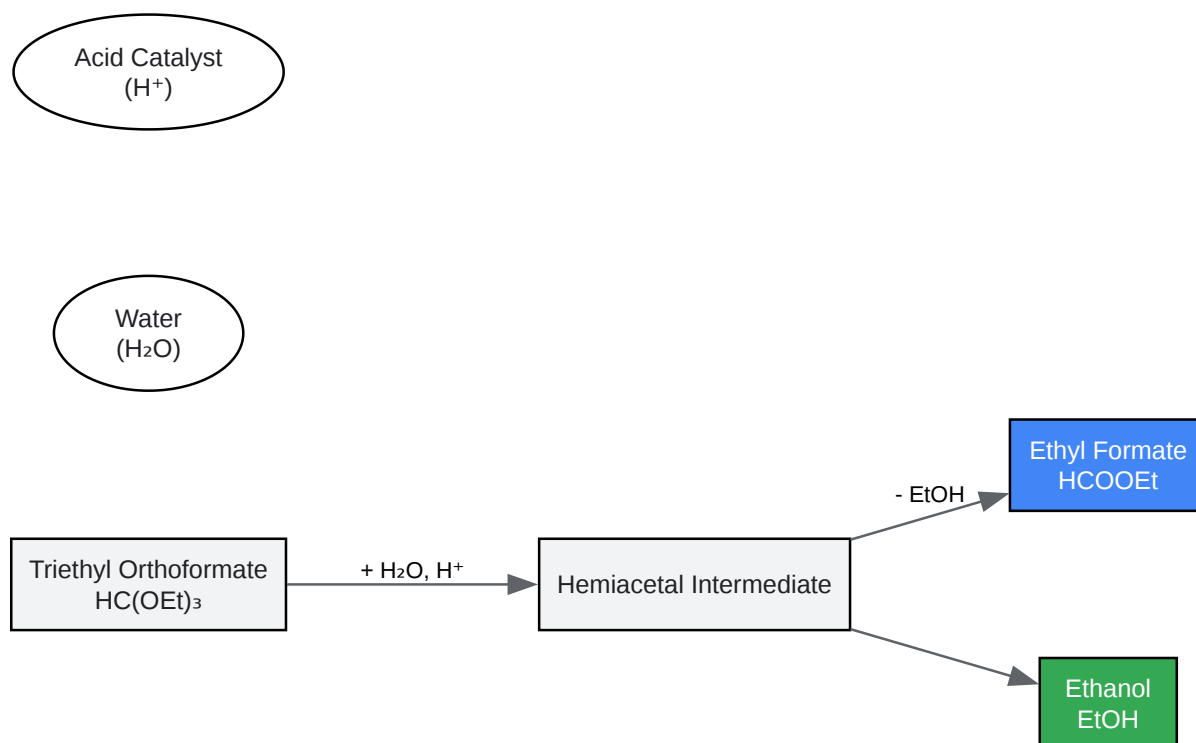 Acid Catalyst
(H⁺)
Water
(H₂O)
Ethyl Formate
HCOOEt
- EtOH
Triethyl Orthoformate
HC(OEt)₃
+ H₂O, H⁺
Hemiacetal Intermediate
Ethanol
EtOH